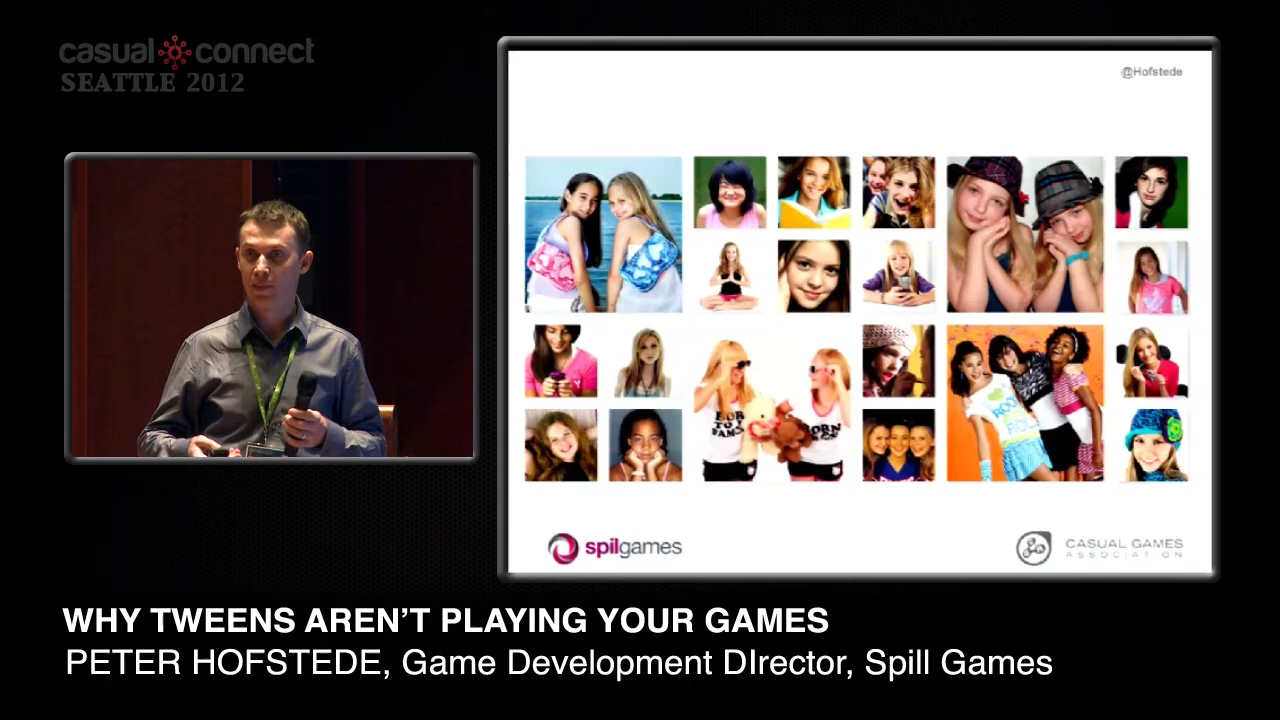 casual connect
SEATTLE 2012
@Hofstede
spilgames
CASUAL GAMES
ASSOCIATION
WHY TWEENS AREN'T PLAYING YOUR GAMES
PETER HOFSTEDE, Game Development DIrector, Spill Games